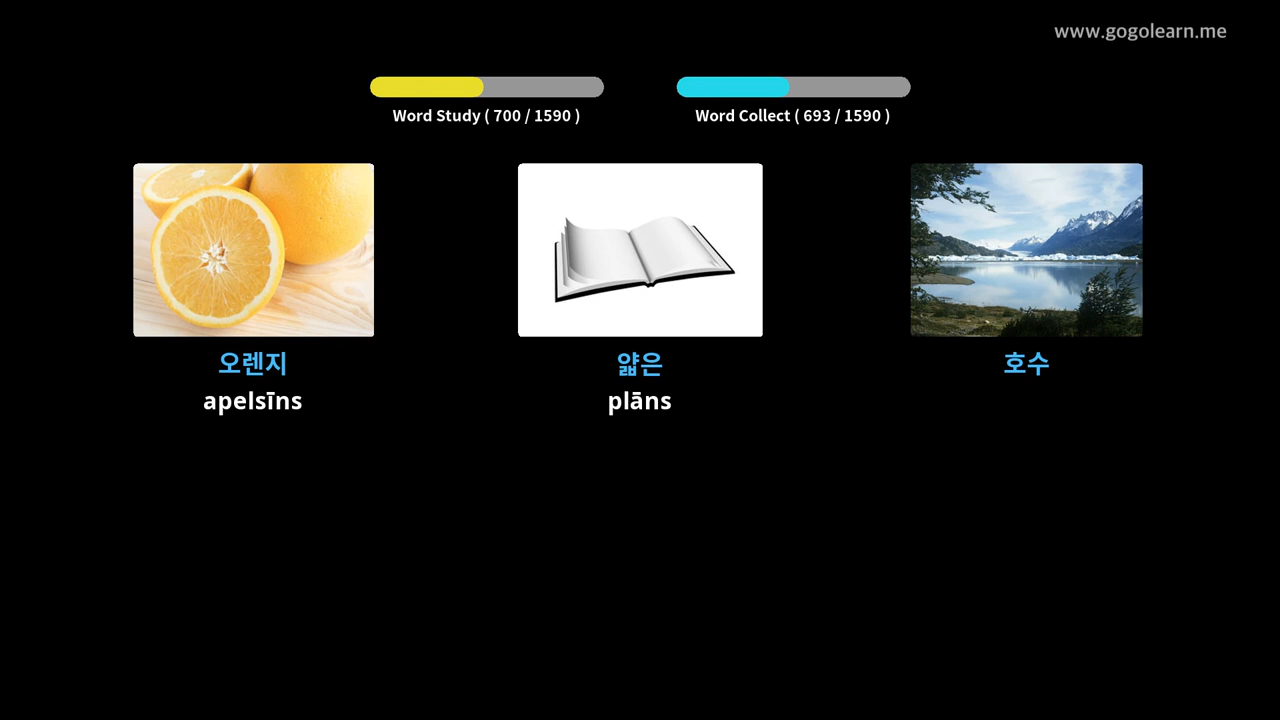 www.gogolearn.me
Word Study ( 700 / 1590 )
Word Collect ( 693 / 1590 )
오렌지
apelsīns
얇은
plāns
호수